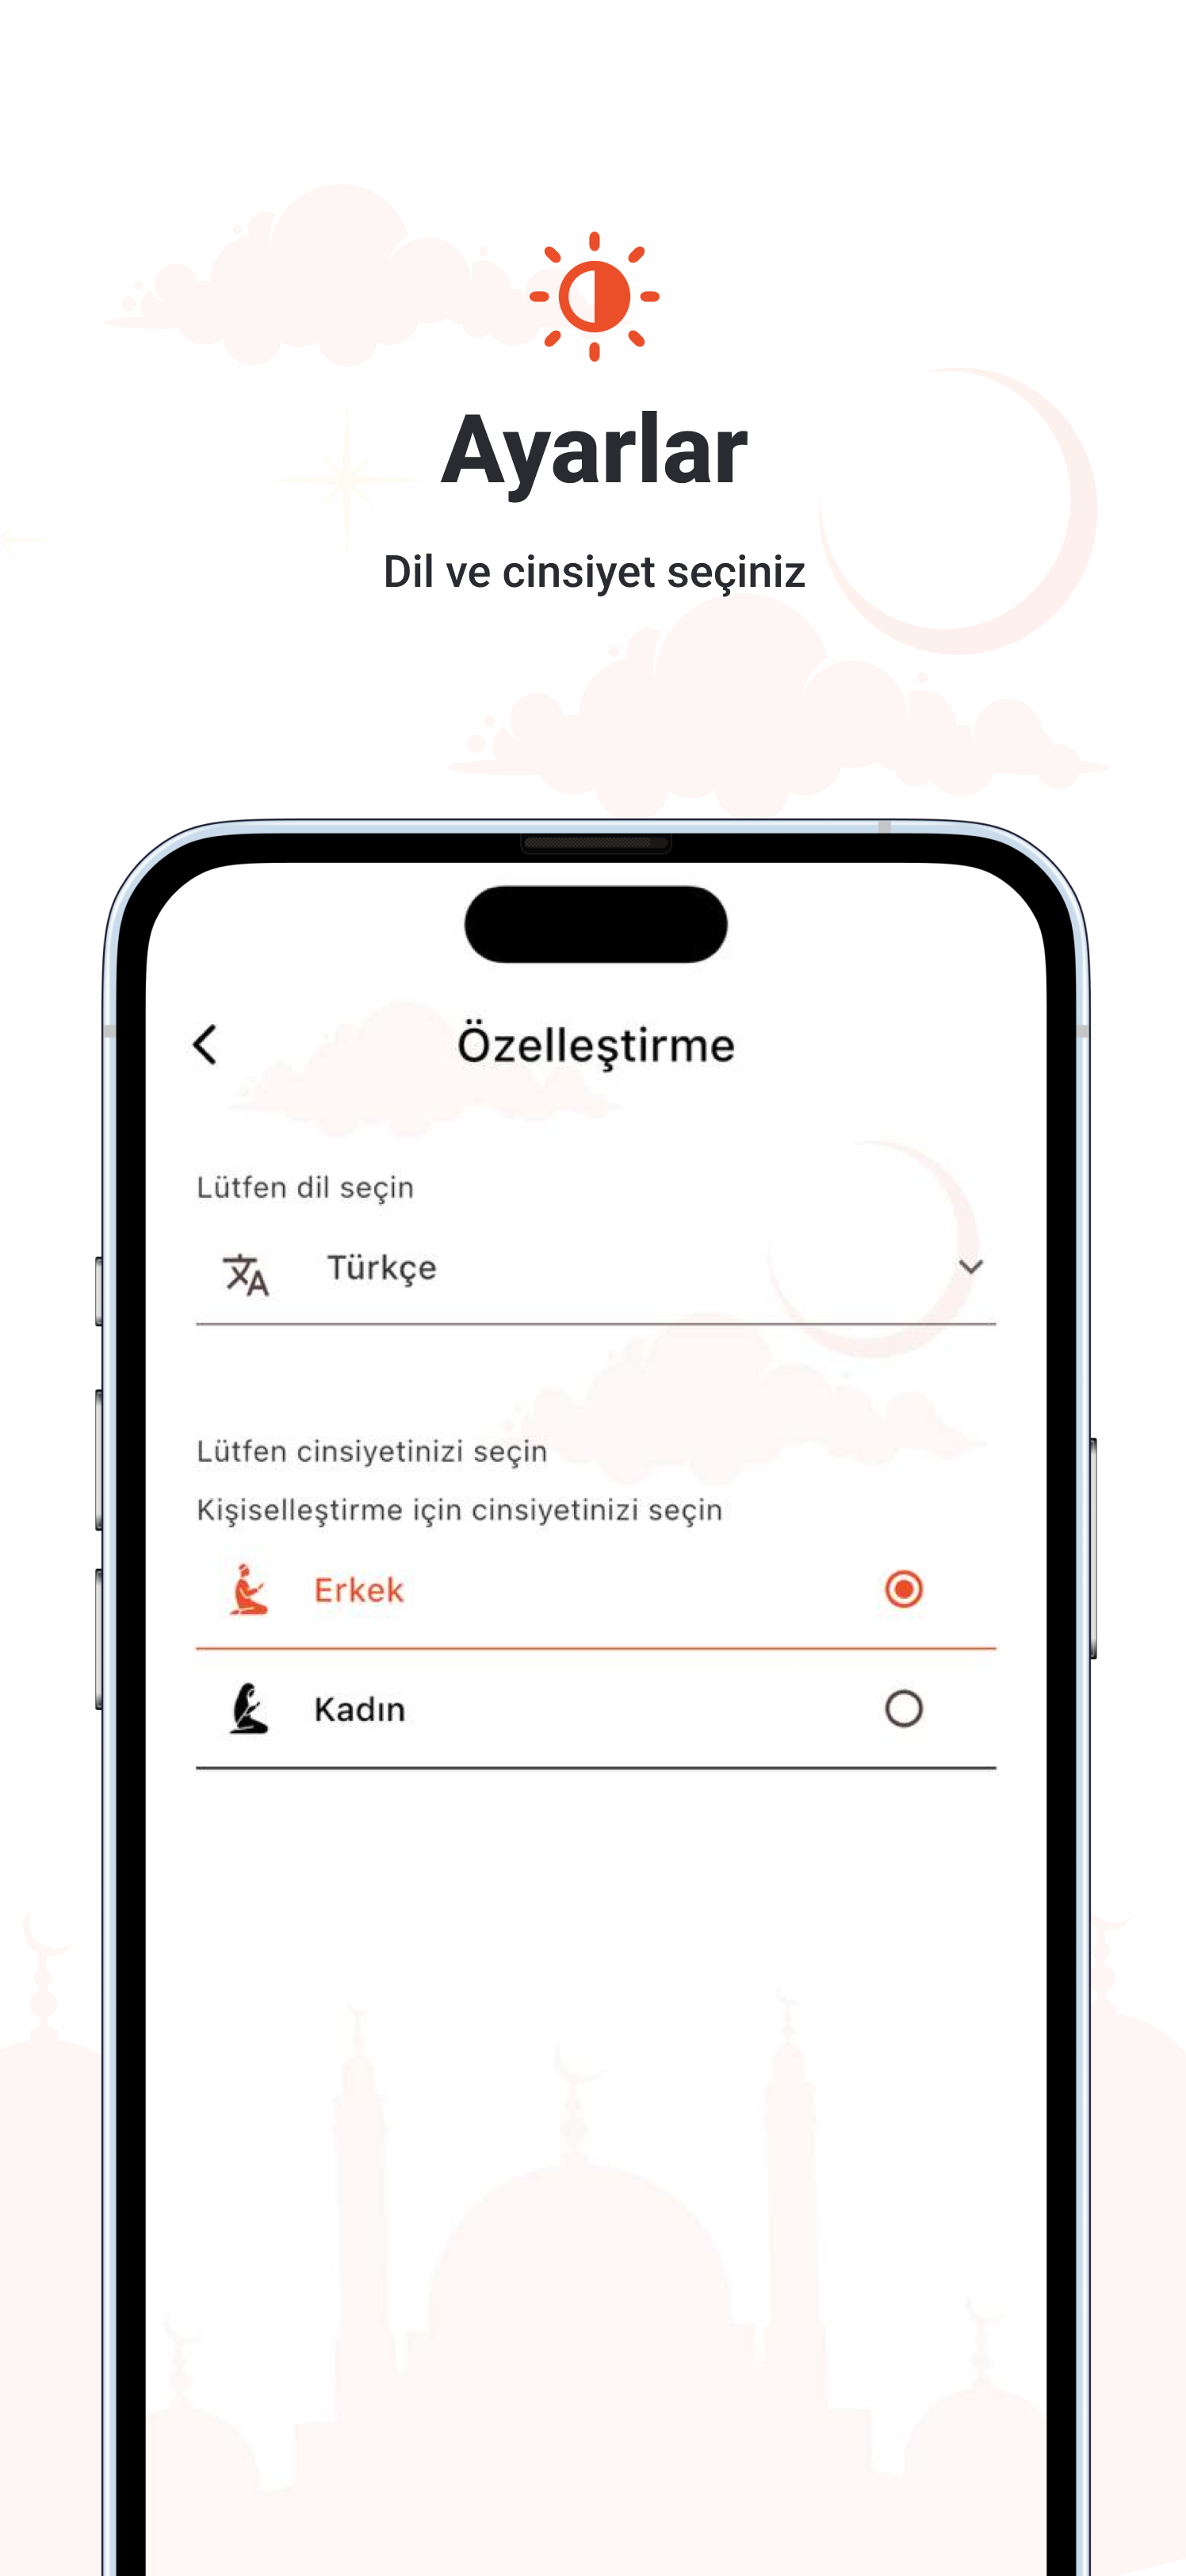 Ayarlar
Dil ve cinsiyet seçiniz
Özelleştirme
Lütfen dil seçin
Türkçe
Lütfen cinsiyetinizi seçin
Kişiselleştirme için cinsiyetinizi seçin
Erkek
Kadın